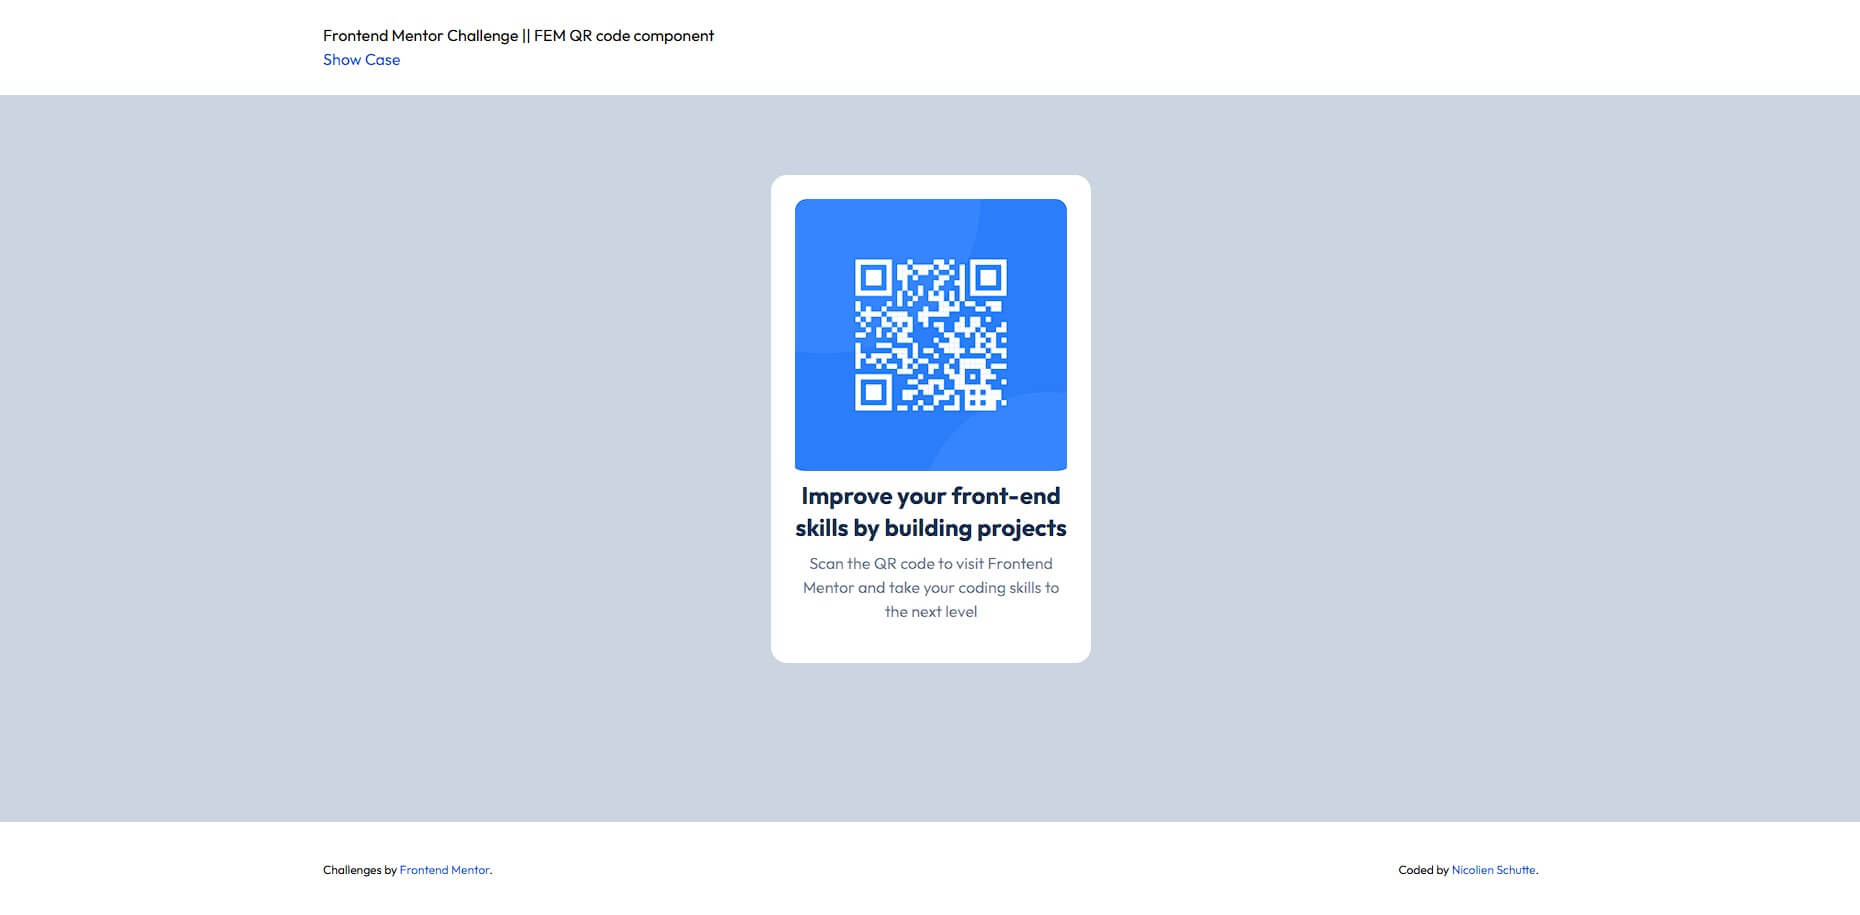 Frontend Mentor Challenge || FEM QR code component
Show Case
Improve your front-end
skills by building projects
Scan the QR code to visit Frontend
Mentor and take your coding skills to
the next level
Challenges by Frontend Mentor.
Coded by Nicolien Schutte.